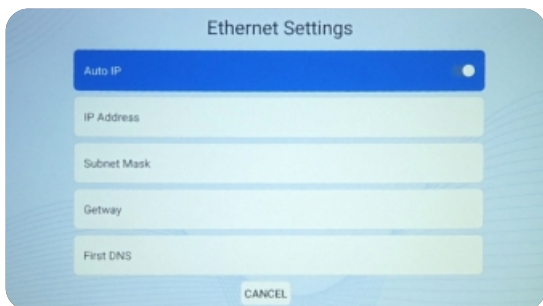 Ethernet Settings
Auto IP
IP Address
Subnet Mask
Getway
First DNS
CANCEL